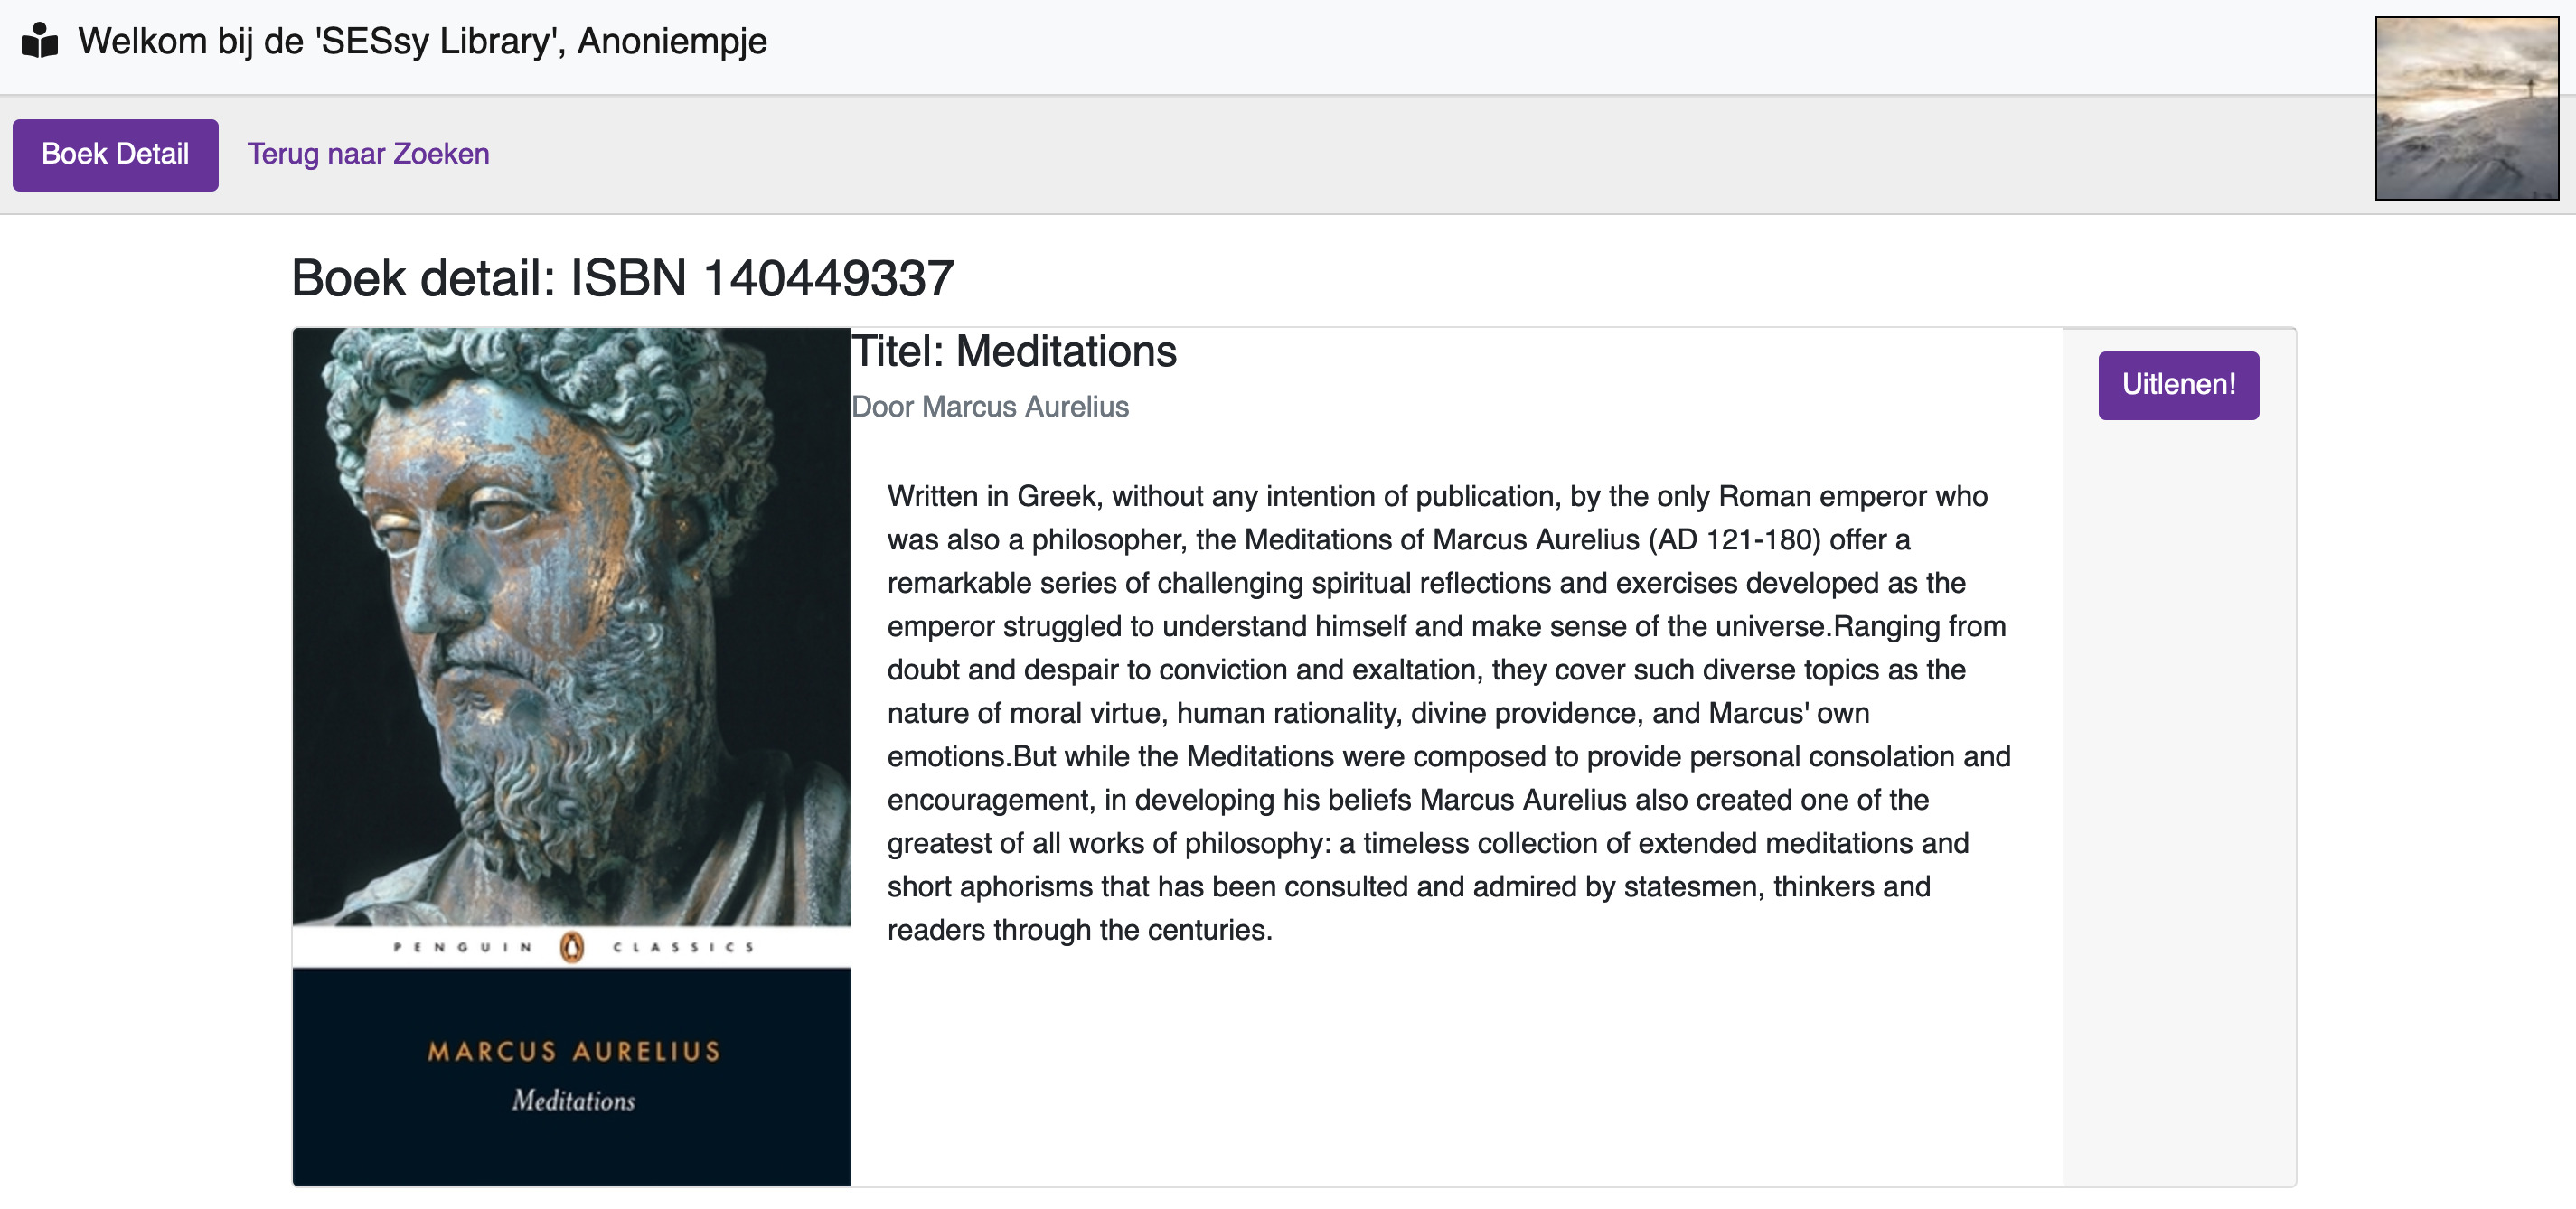 Welkom bij de 'SESsy Library', Anoniempje
Boek Detail
Terug naar Zoeken
Boek detail: ISBN 140449337
Titel: Meditations
Door Marcus Aurelius
Uitlenen!
Written in Greek, without any intention of publication, by the only Roman emperor who
was also a philosopher, the Meditations of Marcus Aurelius (AD 121-180) offer a
remarkable series of challenging spiritual reflections and exercises developed as the
emperor struggled to understand himself and make sense of the universe.Ranging from
doubt and despair to conviction and exaltation, they cover such diverse topics as the
nature of moral virtue, human rationality, divine providence, and Marcus' own
emotions.But while the Meditations were composed to provide personal consolation and
encouragement, in developing his beliefs Marcus Aurelius also created one of the
greatest of all works of philosophy: a timeless collection of extended meditations and
short aphorisms that has been consulted and admired by statesmen, thinkers and
readers through the centuries.
PENGUIN CLASSICS
MARCUS AURELIUS
Meditations